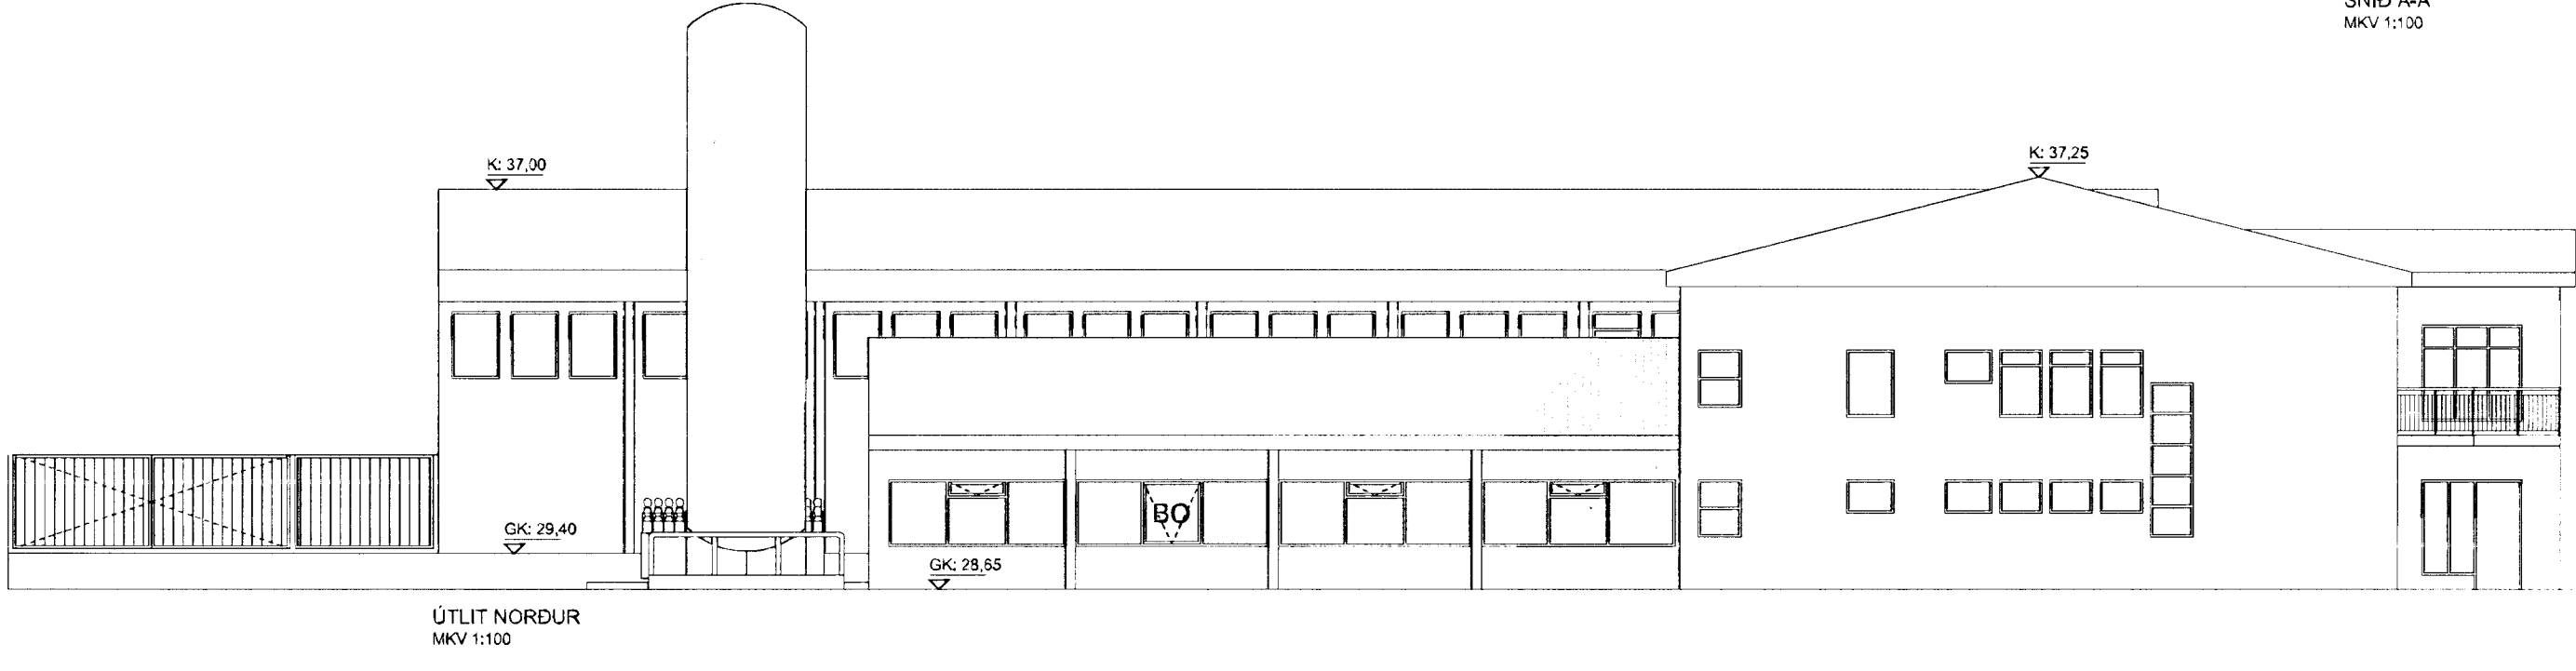 SNIÐ A-A
MKV 1:100
K: 37,00
K: 37,25
GK: 29,40
BO
GK: 28,65
ÚTLIT NORÐUR
MKV 1:100